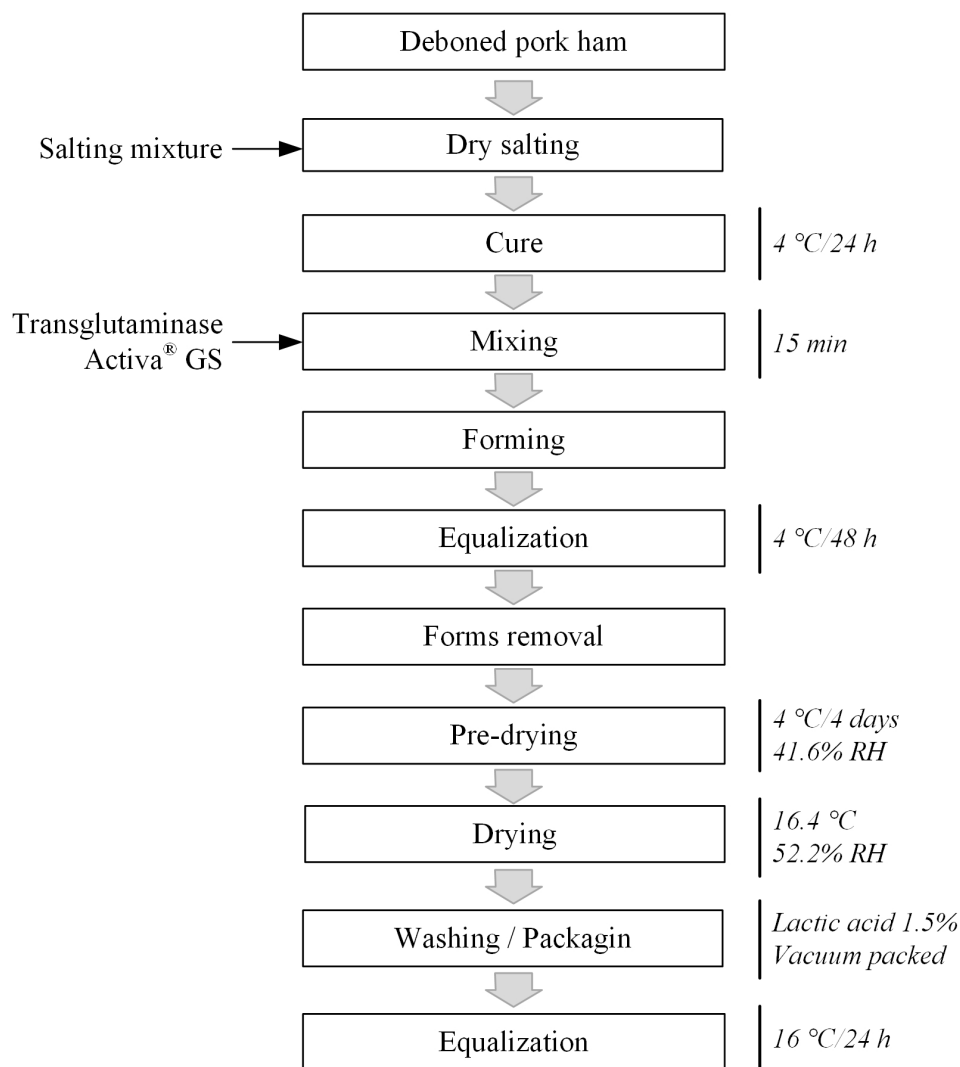 Deboned pork ham
Salting mixture
Dry salting
Cure
4 °C/24 h
Transglutaminase
Activa® GS
Mixing
15 min
Forming
Equalization
4 °C/48 h
Forms removal
Pre-drying
4 °C/4 days
41.6% RH
Drying
16.4 °C
52.2% RH
Washing / Packagin
Lactic acid 1.5%
Vacuum packed
Equalization
16 °C/24 h